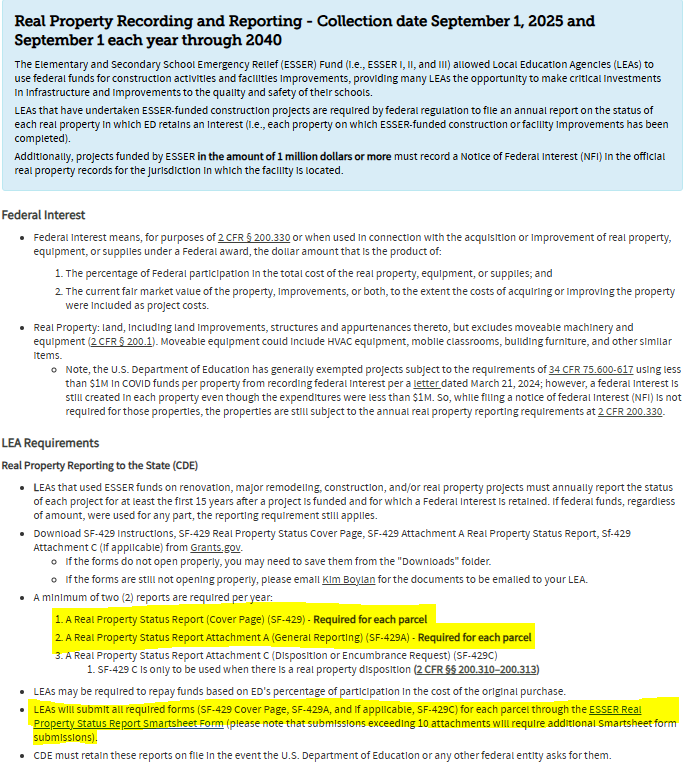 Real Property Recording and Reporting - Collection date September 1, 2025 and
September 1 each year through 2040
The Elementary and Secondary School Emergency Relief (ESSER) Fund (i.e., ESSER I, II, and III) allowed Local Education Agencies (LEAs) to
use federal funds for construction activities and facilities improvements, providing many LEAs the opportunity to make critical investments
in infrastructure and improvements to the quality and safety of their schools.
LEAs that have undertaken ESSER-funded construction projects are required by federal regulation to file an annual report on the status of
each real property in which ED retains an interest (i.e., each property on which ESSER-funded construction or facility improvements has been
completed).
Additionally, projects funded by ESSER in the amount of 1 million dollars or more must record a Notice of Federal Interest (NFI) in the official
real property records for the jurisdiction in which the facility is located.
Federal Interest
• Federal interest means, for purposes of 2 CFR § 200.330 or when used in connection with the acquisition or improvement of real property,
equipment, or supplies under a Federal award, the dollar amount that is the product of:
1. The percentage of Federal participation in the total cost of the real property, equipment, or supplies; and
2. The current fair market value of the property, improvements, or both, to the extent the costs of acquiring or improving the property
were included as project costs.
• Real Property: land, including land improvements, structures and appurtenances thereto, but excludes moveable machinery and
equipment (2 CFR § 200.1). Moveable equipment could include HVAC equipment, mobile classrooms, building furniture, and other similar
items.
○ Note, the U.S. Department of Education has generally exempted projects subject to the requirements of 34 CFR 75.600-617 using less
than $1M in COVID funds per property from recording federal interest per a letter dated March 21, 2024; however, a federal interest is
still created in each property even though the expenditures were less than $1M. So, while filing a notice of federal interest (NFI) is not
required for those properties, the properties are still subject to the annual real property reporting requirements at 2 CFR 200.330.
LEA Requirements
Real Property Reporting to the State (CDE)
• LEAs that used ESSER funds on renovation, major remodeling, construction, and/or real property projects must annually report the status
of each project for at least the first 15 years after a project is funded and for which a Federal Interest is retained. If federal funds, regardless
of amount, were used for any part, the reporting requirement still applies.
• Download SF-429 Instructions, SF-429 Real Property Status Cover Page, SF-429 Attachment A Real Property Status Report, Sf-429
Attachment C (if applicable) from Grants.gov.
○ If the forms do not open properly, you may need to save them from the "Downloads" folder.
○ If the forms are still not opening properly, please email Kim Boylan for the documents to be emailed to your LEA.
• A minimum of two (2) reports are required per year:
1. A Real Property Status Report (Cover Page) (SF-429) - Required for each parcel
2. A Real Property Status Report Attachment A (General Reporting) (SF-429A) - Required for each parcel
3. A Real Property Status Report Attachment C (Disposition or Encumbrance Request) (SF-429C)
1. SF-429 C is only to be used when there is a real property disposition (2 CFR §§ 200.310–200.313)
• LEAs may be required to repay funds based on ED's percentage of participation in the cost of the original purchase.
• LEAs will submit all required forms (SF-429 Cover Page, SF-429A, and if applicable, SF-429C) for each parcel through the ESSER Real
Property Status Report Smartsheet Form (please note that submissions exceeding 10 attachments will require additional Smartsheet form
submissions).
• CDE must retain these reports on file in the event the U.S. Department of Education or any other federal entity asks for them.